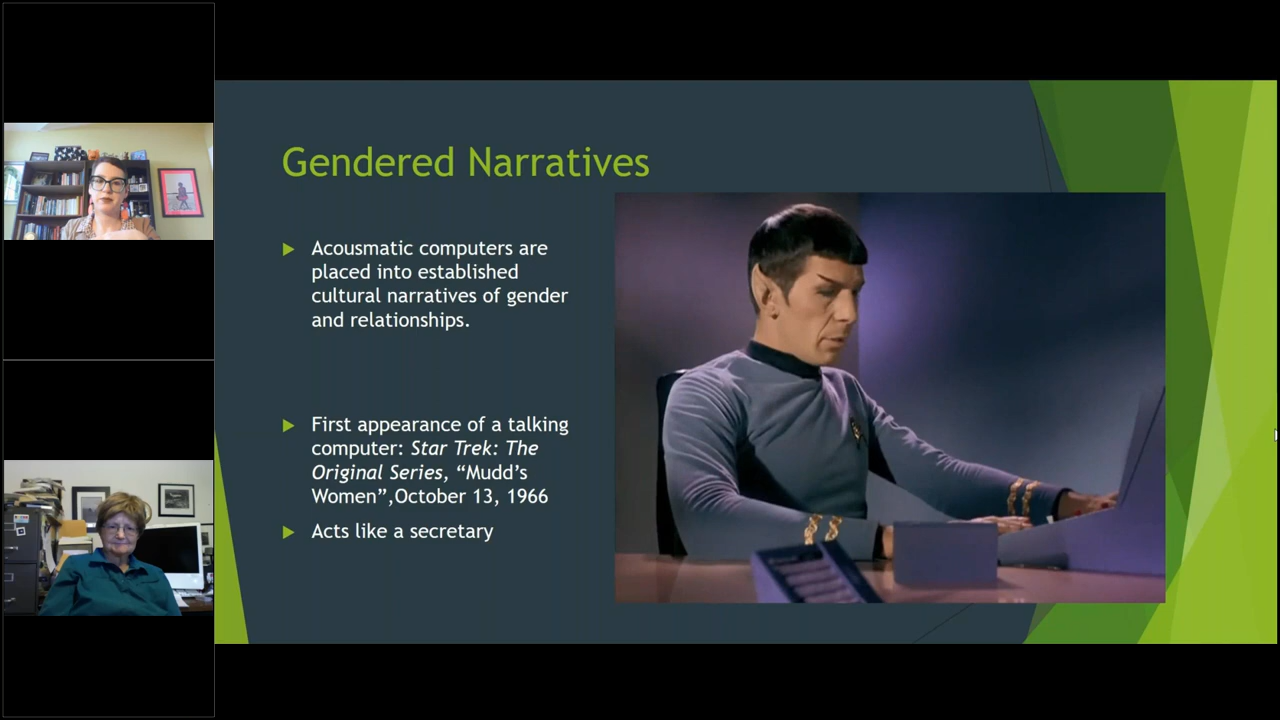 Gendered Narratives
Acousmatic computers are
placed into established
cultural narratives of gender
and relationships.
First appearance of a talking
computer: Star Trek: The
Original Series, “Mudd’s
Women”,October 13, 1966
Acts like a secretary